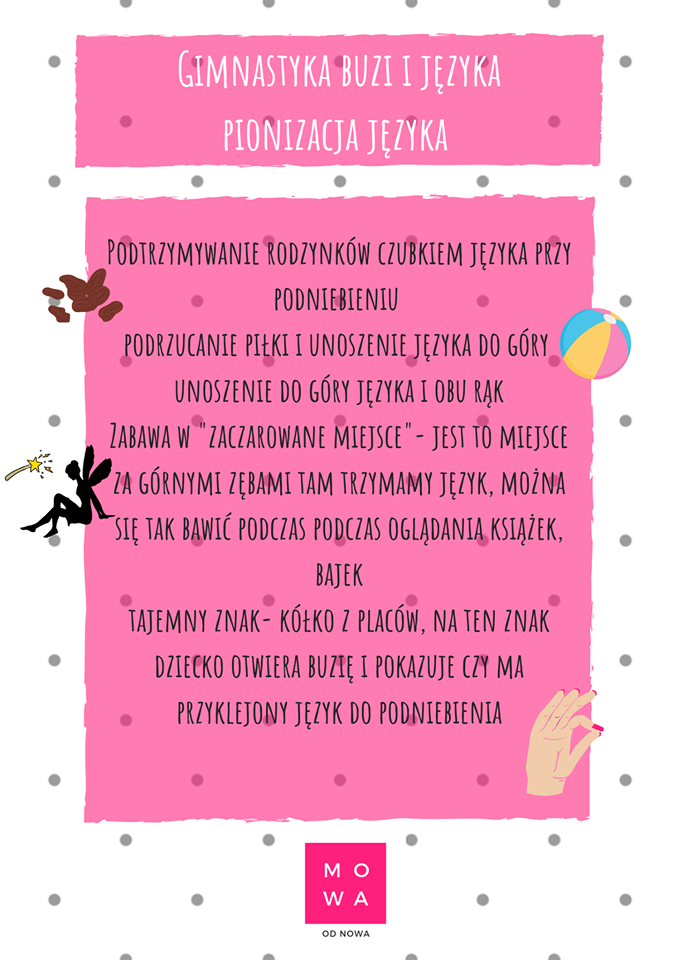 Gimnastyka buzi i języka
pionizacja języka
Podtrzymywanie rodzynków czubkiem języka przy
podniebieniu
podrzucanie piłki i unoszenie języka do góry
unoszenie do góry języka i obu rąk
Zabawa w "zaczarowane miejsce"- jest to miejsce
za górnymi zębami tam trzymamy język, można
się tak bawić podczas podczas oglądania książek,
bajek
tajemny znak- kółko z placów, na ten znak
dziecko otwiera buzię i pokazuje czy ma
przyklejony język do podniebienia
MO
WA
OD NOWA